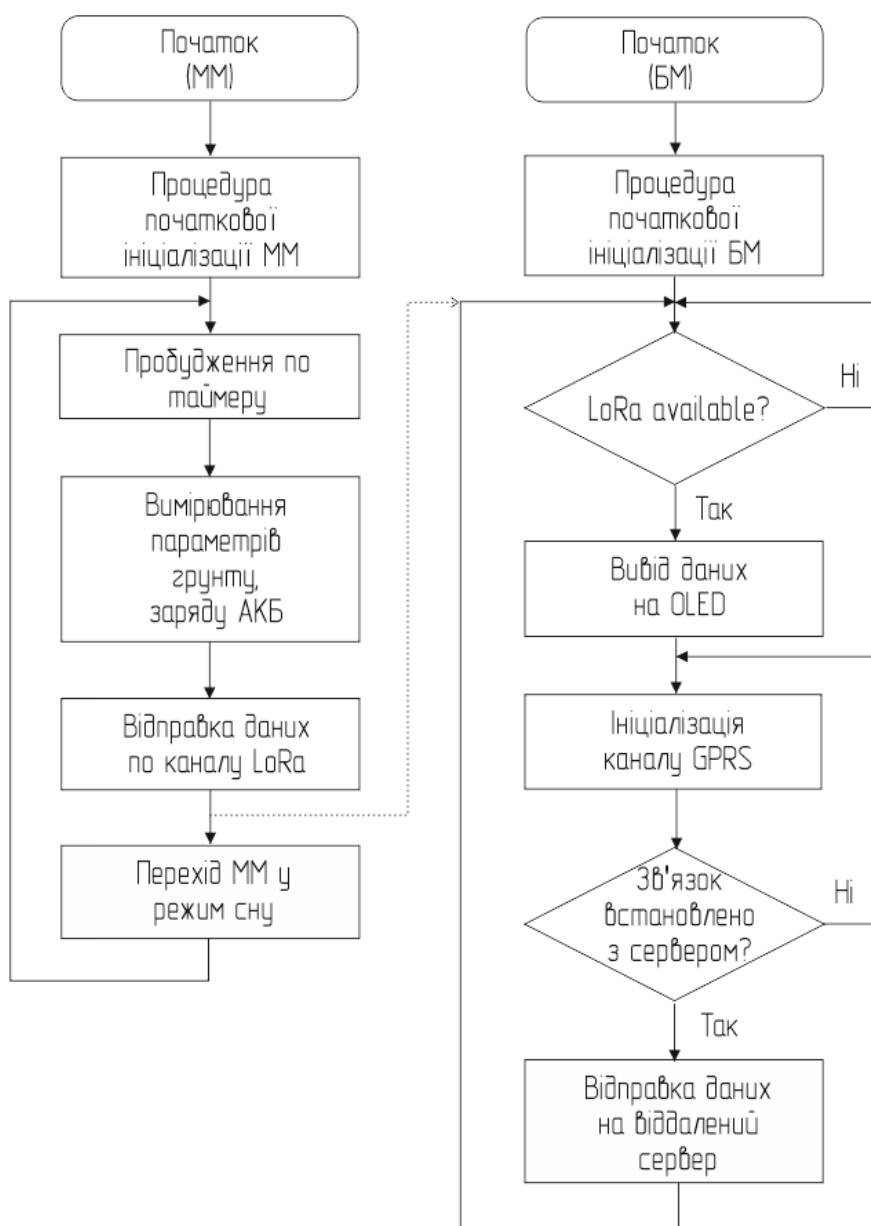 Початок
(ММ)
Процедура
початкової
ініціалізації ММ
Пробудження по
таймеру
Вимірювання
параметрів
грунту,
заряду АКБ
Відправка даних
по каналу LoRa
Перехід ММ у
режим сну
Початок
(БМ)
Процедура
початкової
ініціалізації БМ
LoRa available?
Ні
Так
Вивід даних
на OLED
Ініціалізація
каналу GPRS
Зв'язок
встановлено
з сервером?
Ні
Так
Відправка даних
на віддалений
сервер